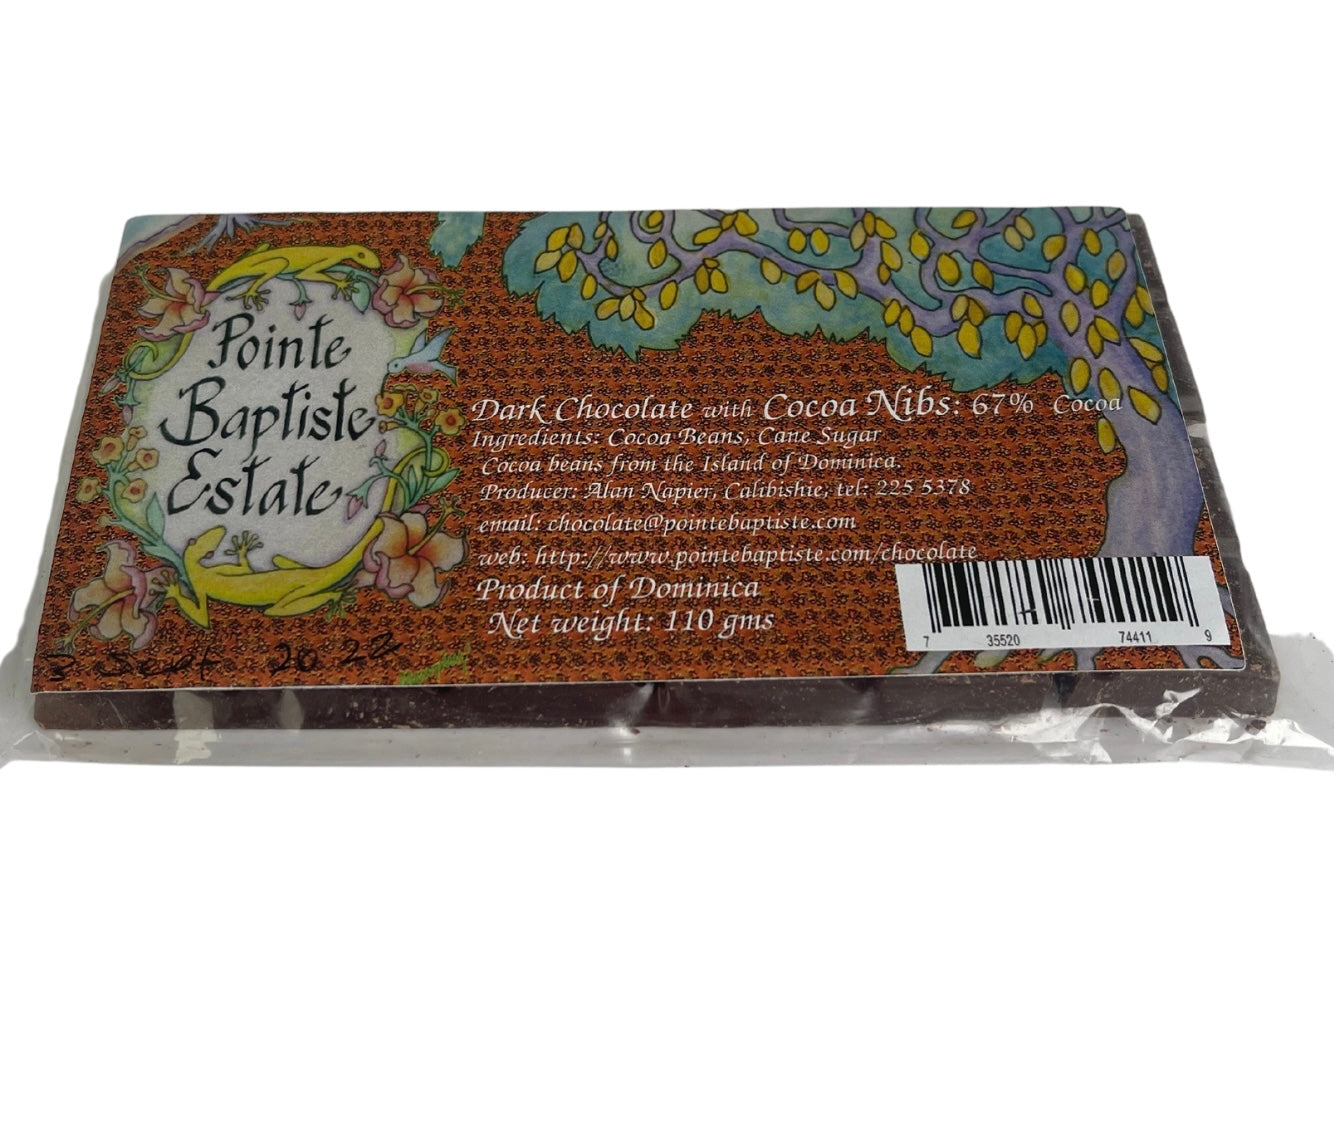 Pointe
Baptiste
Estate
Dark Chocolate with Cocoa Nibs: 67% Cocoa
Ingredients: Cocoa Beans, Cane Sugar
Cocoa beans from the Island of Dominica.
Producer: Alan Napier, Calibishie, tel: 225 5378
email: chocolate@pointebaptiste.com
web: http://www.pointebaptiste.com/chocolate
Product of Dominica
Net weight: 110 gms
7 35520 74411 9
Sept 2022